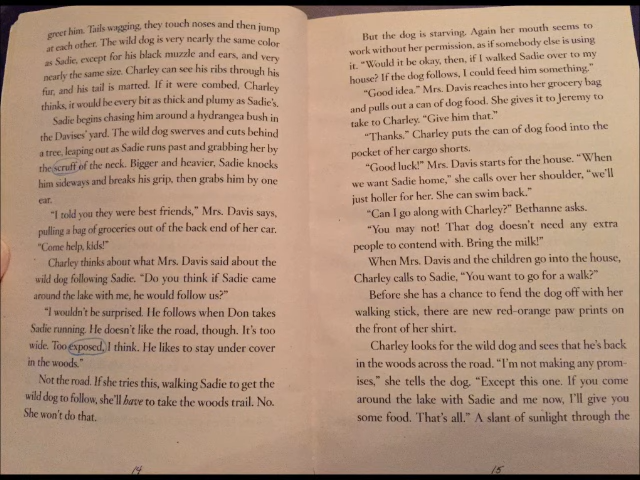 greet him. Tails wagging, they touch noses and then jump
at each other. The wild dog is very nearly the same color
as Sadie, except for his black muzzle and ears, and very
nearly the same size. Charley can see his ribs through his
fur, and his tail is matted. If it were combed, Charley
thinks, it would be every bit as thick and plumy as Sadie's.
Sadie begins chasing him around a hydrangea bush in
the Davises' yard. The wild dog swerves and cuts behind
a tree, leaping out as Sadie runs past and grabbing her by
the scruff of the neck. Bigger and heavier, Sadie knocks
him sideways and breaks his grip, then grabs him by one
ear.
"I told you they were best friends," Mrs. Davis says,
pulling a bag of groceries out of the back end of her car.
"Come help, kids!"
Charley thinks about what Mrs. Davis said about the
wild dog following Sadie. "Do you think if Sadie came
around the lake with me, he would follow us?"
"I wouldn't be surprised. He follows when Don takes
Sadie running. He doesn't like the road, though. It's too
wide. Too exposed, I think. He likes to stay under cover
in the woods."
Not the road. If she tries this, walking Sadie to get the
wild dog to follow, she'll have to take the woods trail. No.
She won't do that.
14
But the dog is starving. Again her mouth seems to
work without her permission, as if somebody else is using
it. "Would it be okay, then, if I walked Sadie over to my
house? If the dog follows, I could feed him something."
"Good idea." Mrs. Davis reaches into her grocery bag
and pulls out a can of dog food. She gives it to Jeremy to
take to Charley. "Give him that."
"Thanks." Charley puts the can of dog food into the
pocket of her cargo shorts.
"Good luck!" Mrs. Davis starts for the house. "When
we want Sadie home," she calls over her shoulder, "we'll
just holler for her. She can swim back."
"Can I go along with Charley?" Bethanne asks.
"You may not! That dog doesn't need any extra
people to contend with. Bring the milk!"
When Mrs. Davis and the children go into the house,
Charley calls to Sadie, "You want to go for a walk?"
Before she has a chance to fend the dog off with her
walking stick, there are new red-orange paw prints on
the front of her shirt.
Charley looks for the wild dog and sees that he's back
in the woods across the road. "I'm not making any prom-
ises," she tells the dog. "Except this one. If you come
around the lake with Sadie and me now, I'll give you
some food. That's all." A slant of sunlight through the
15